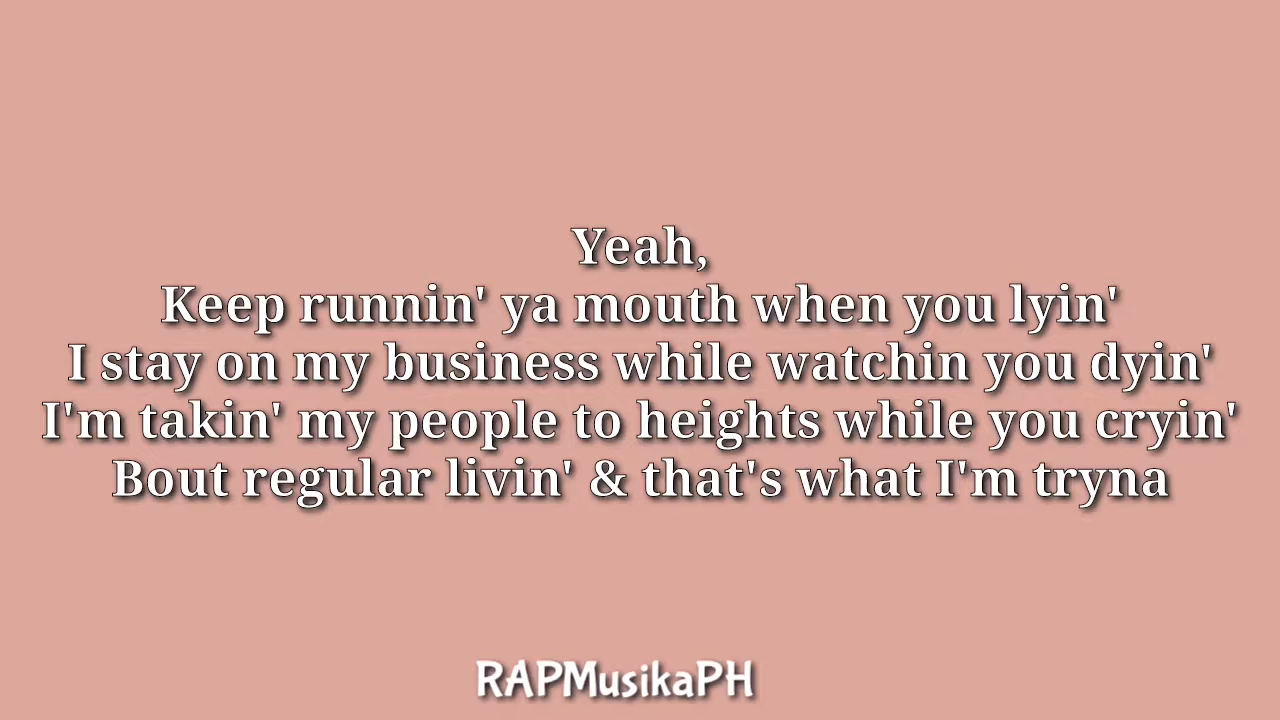 Yeah,
Keep runnin' ya mouth when you lyin'
I stay on my business while watchin you dyin'
I'm takin' my people to heights while you cryin'
Bout regular livin' & that's what I'm tryna
RAPMusikaPH